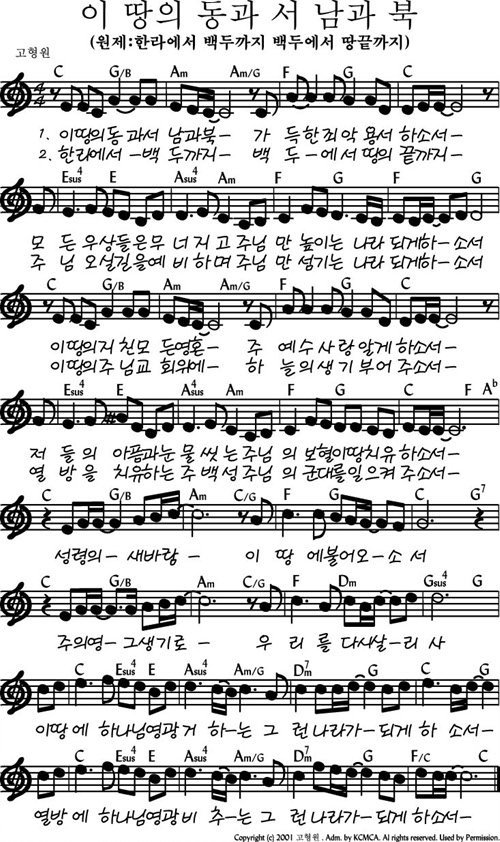 이 땅의 동과 서 남과 북
(원제:한라에서 백두까지 백두에서 땅끝까지)
고형원
C G/B Am Am/G F G C
1. 이땅의동 과서 남과북– 가 득한죄악 용서 하소서–
2. 한라에서 –백 두까지– 백 두–에서 땅의 끝까지–
Esus4 E Asus4 Am F G F G
모 든 우상들은무 너 지 고 주님 만 높이는 나라 되게하–소서
주 님 오실길을예 비 하 며 주님 만 섬기는 나라 되게하–소서
C G/B Am Am/G F G C
이땅의지 친모 든영혼– 주 예수사랑 알게 하소서–
이땅의주 님교 회위에– 하 늘의생기 부어 주소서–
Esus4 E F E Asus4 Am F G C F Ab
저 들 의 아픔과눈 물 씻 는 주님 의 보혈이땅치유 하소서–
열 방 을 치유하는 주 백 성 주님 의 군대를일으켜 주소서–
C G/B Am C/G F G C G7
성령의– 새바람– 이 땅 에불어오–소 서
C G/B Am C/G F Dm Gsus4 G
주의영– 그생기로– 우 리 를 다시살–리 사
C Esus4 E Asus4 Am Am/G Dm7 G C
이땅 에 하나님영광 거 하– 는 그 런 나라가–되게 하 소서–
C Esus4 E Asus4 Am Am/G Dm7 G F/C C
열방 에 하나님영광 비 추– 는 그 런 나라가– 되게 하소서–
Copyright (c) 2001 고형원. Adm. by KCMCA. Al rights reserved. Used by Permission.